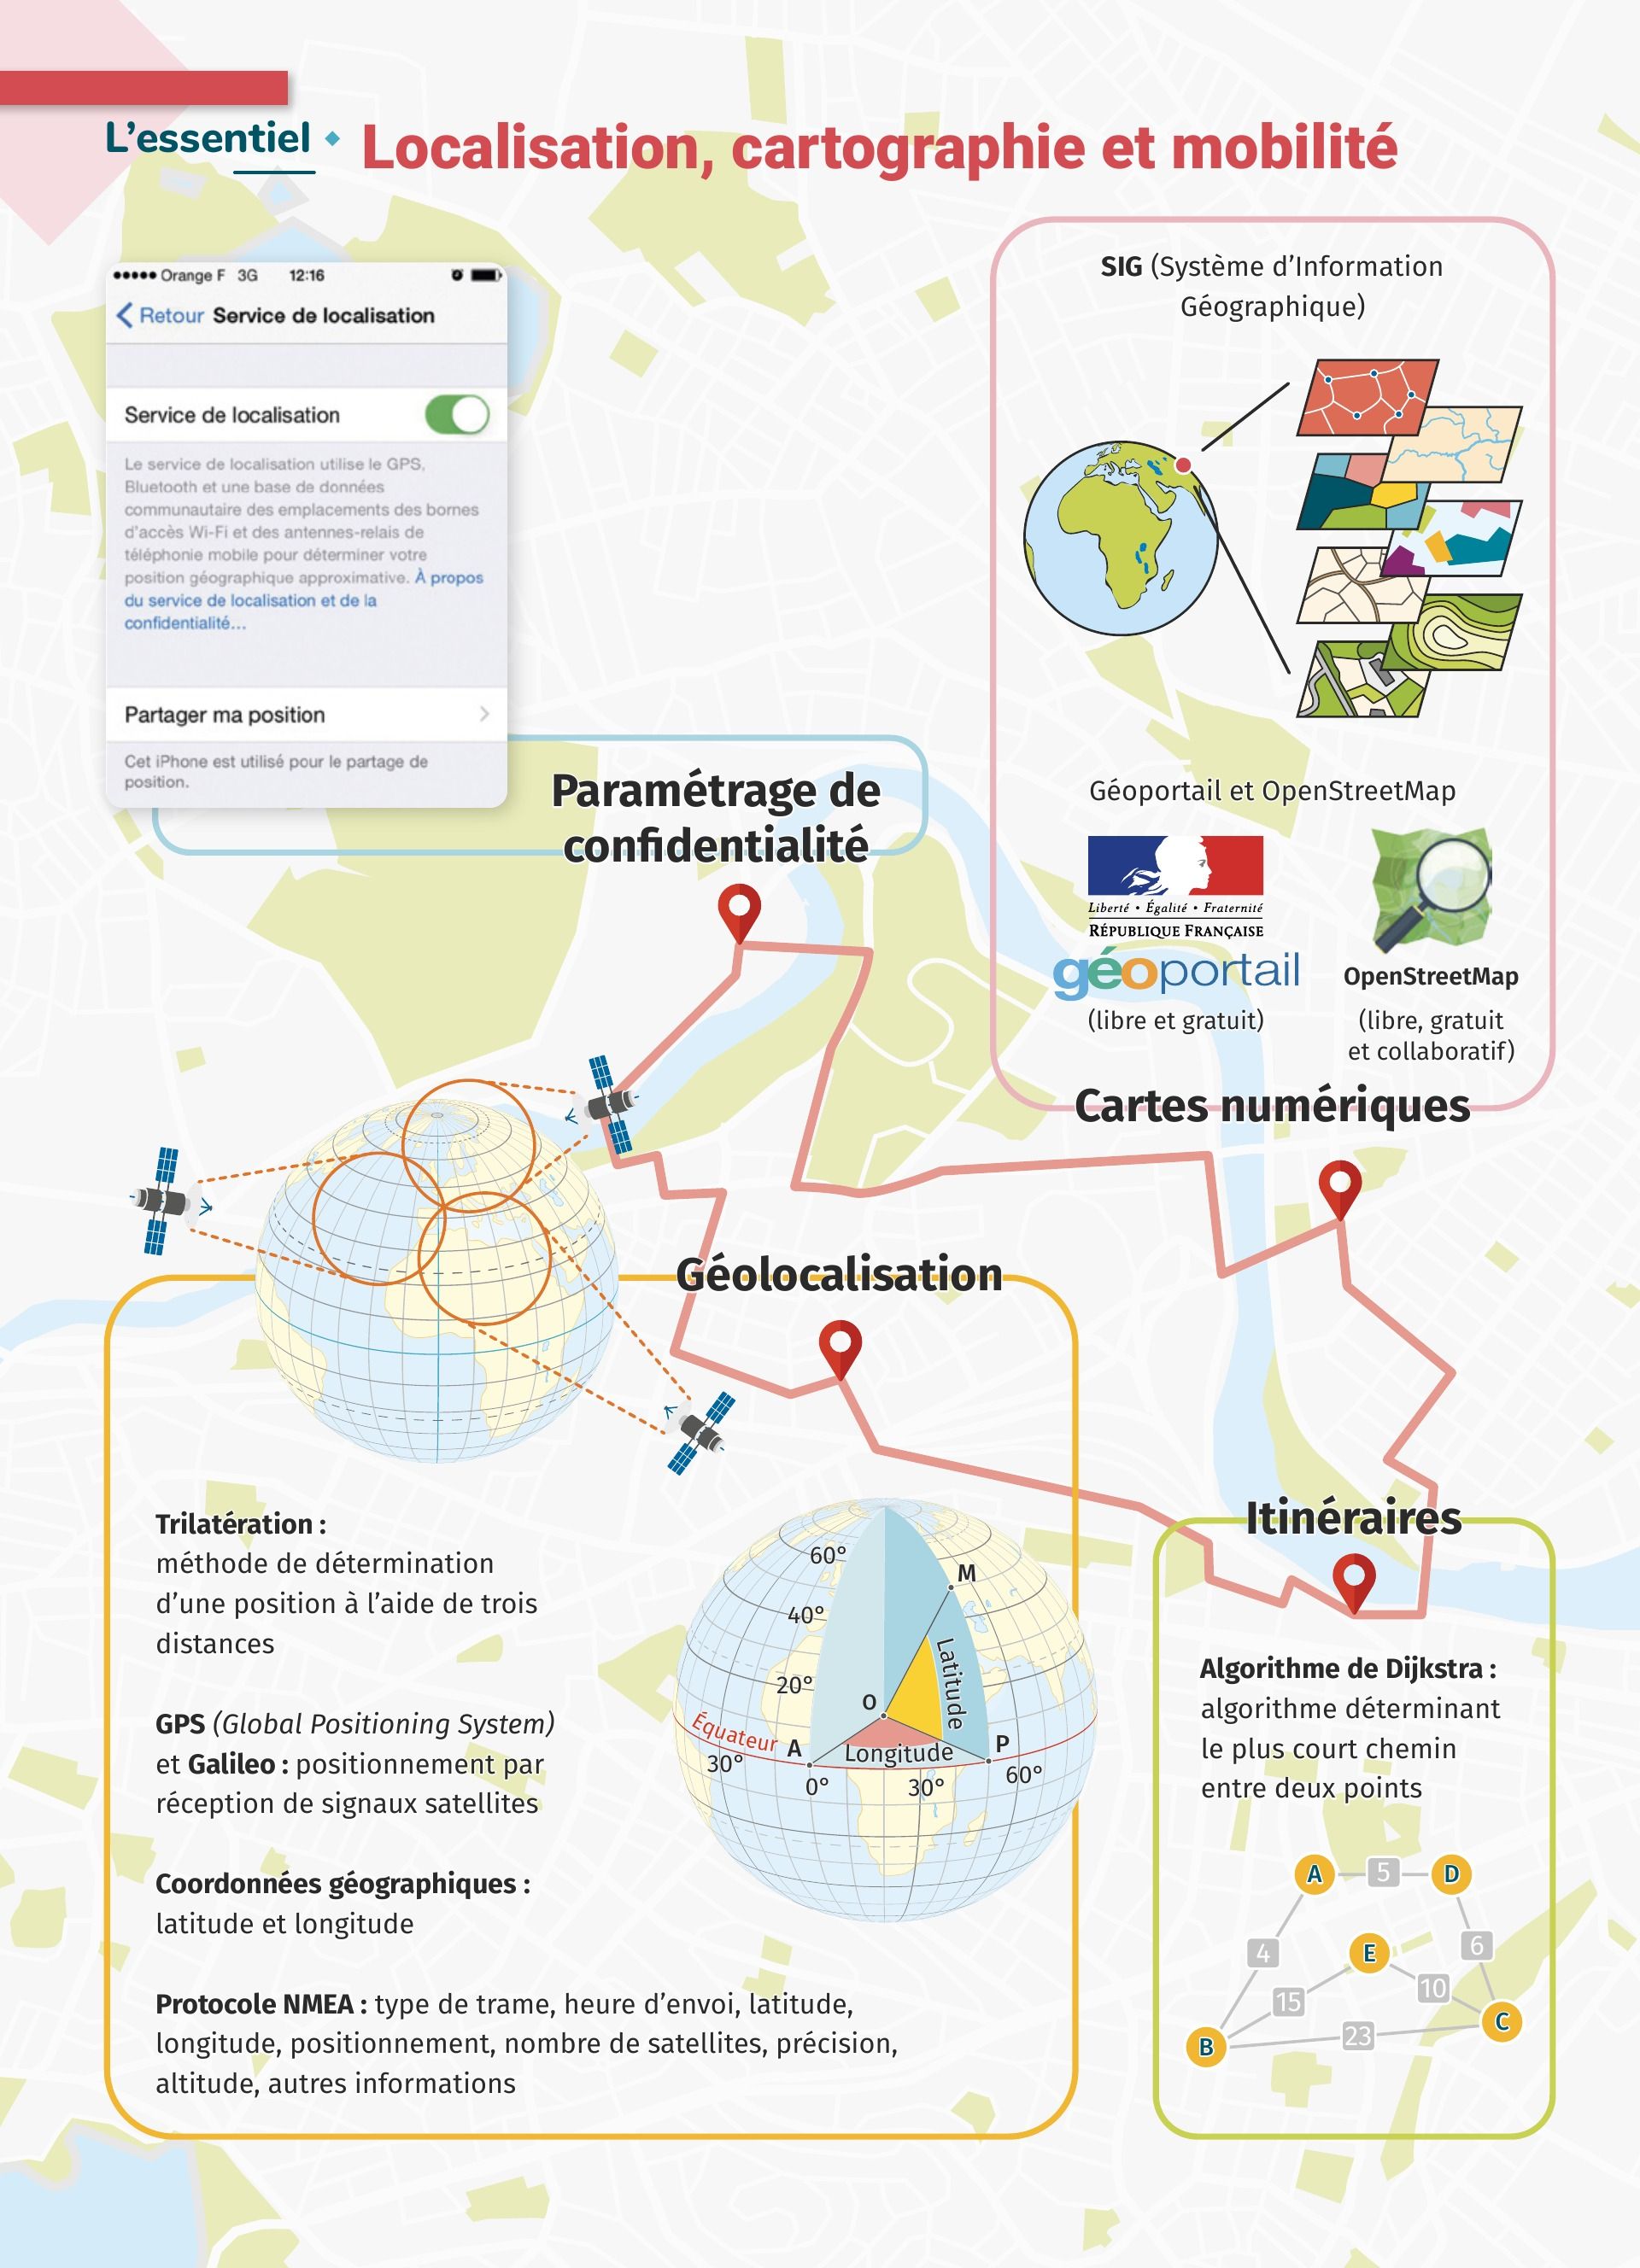 L'essentiel
Localisation, cartographie et mobilité
Orange F 3G 12:16
Retour Service de localisation
Service de localisation
Le service de localisation utilise le GPS,
Bluetooth et une base de données
communautaire des emplacements des bornes
d'accès Wi-Fi et des antennes-relais de
téléphonie mobile pour déterminer votre
position géographique approximative. À propos
du service de localisation et de la
confidentialité...
Partager ma position
Cet iPhone est utilisé pour le partage de
position.
Paramétrage de
confidentialité
SIG (Système d'Information
Géographique)
Géoportail et OpenStreetMap
Liberté • Égalité • Fraternité
RÉPUBLIQUE FRANÇAISE
géoportail
(libre et gratuit)
OpenStreetMap
(libre, gratuit
et collaboratif)
Cartes numériques
Géolocalisation
Trilatération :
méthode de détermination
d'une position à l'aide de trois
distances
GPS (Global Positioning System)
et Galileo : positionnement par
réception de signaux satellites
Coordonnées géographiques :
latitude et longitude
Protocole NMEA : type de trame, heure d'envoi, latitude,
longitude, positionnement, nombre de satellites, précision,
altitude, autres informations
60°
M
40°
20°
Latitude
O
Équateur
A
Longitude
P
30°
0°
30°
60°
Itinéraires
Algorithme de Dijkstra :
algorithme déterminant
le plus court chemin
entre deux points
A 5 D
4 E 6
15 10
B 23 C